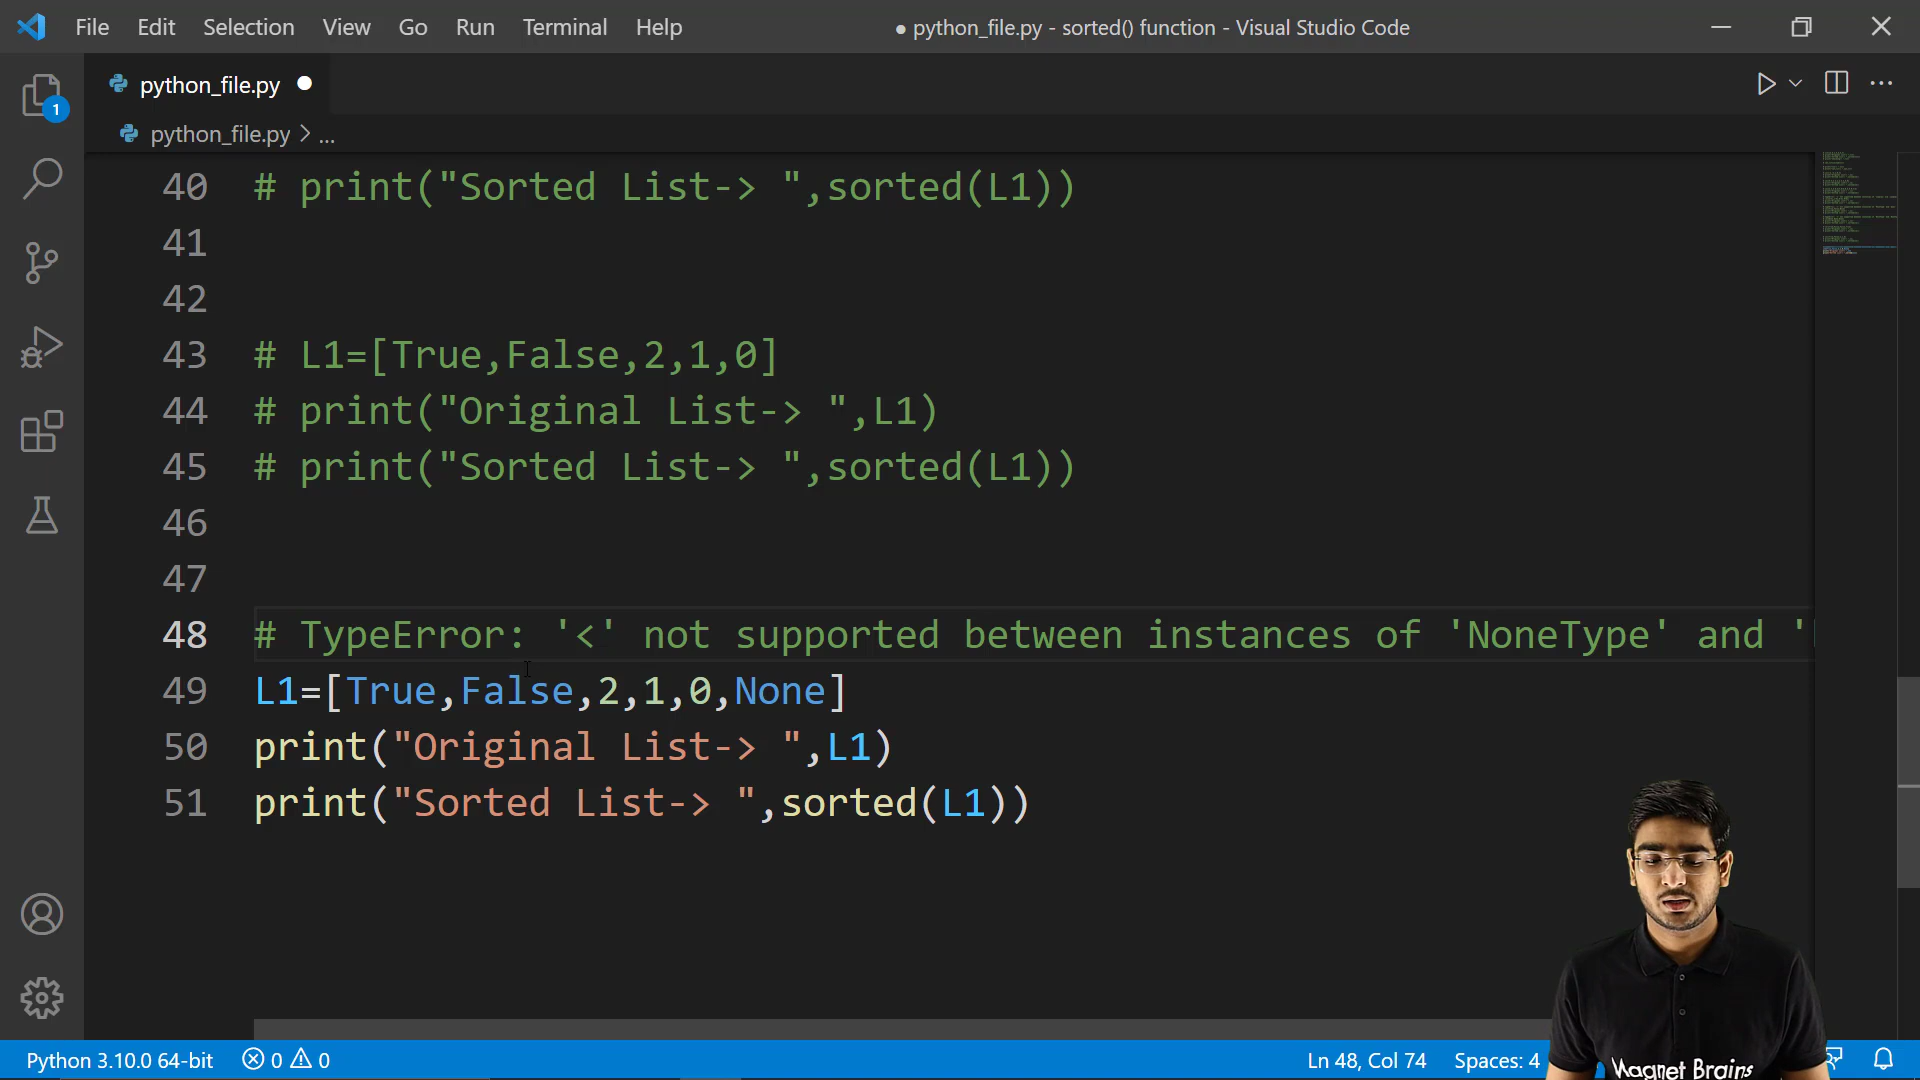 File Edit Selection View Go Run Terminal Help
● python_file.py - sorted() function - Visual Studio Code
python_file.py
python_file.py > ...
1
40 # print("Sorted List-> ",sorted(L1))
41
42
43 # L1=[True,False,2,1,0]
44 # print("Original List-> ",L1)
45 # print("Sorted List-> ",sorted(L1))
46
47
48 # TypeError: '<' not supported between instances of 'NoneType' and '
49 L1=[True,False,2,1,0,None]
50 print("Original List-> ",L1)
51 print("Sorted List-> ",sorted(L1))
Magnet Brains
Python 3.10.0 64-bit 0 0 Ln 48, Col 74 Spaces: 4